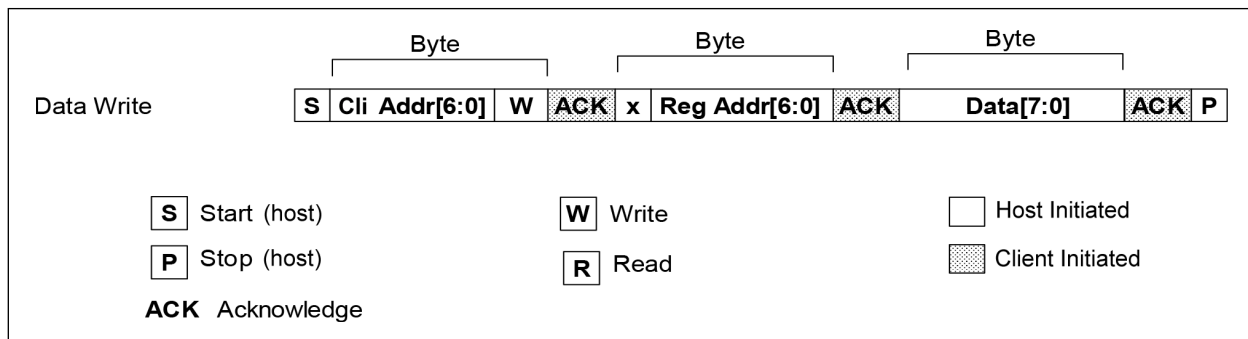 Byte Byte Byte
Data Write S Cli Addr[6:0] W ACK x Reg Addr[6:0] ACK Data[7:0] ACK P
S Start (host) W Write Host Initiated
P Stop (host) R Read Client Initiated
ACK Acknowledge